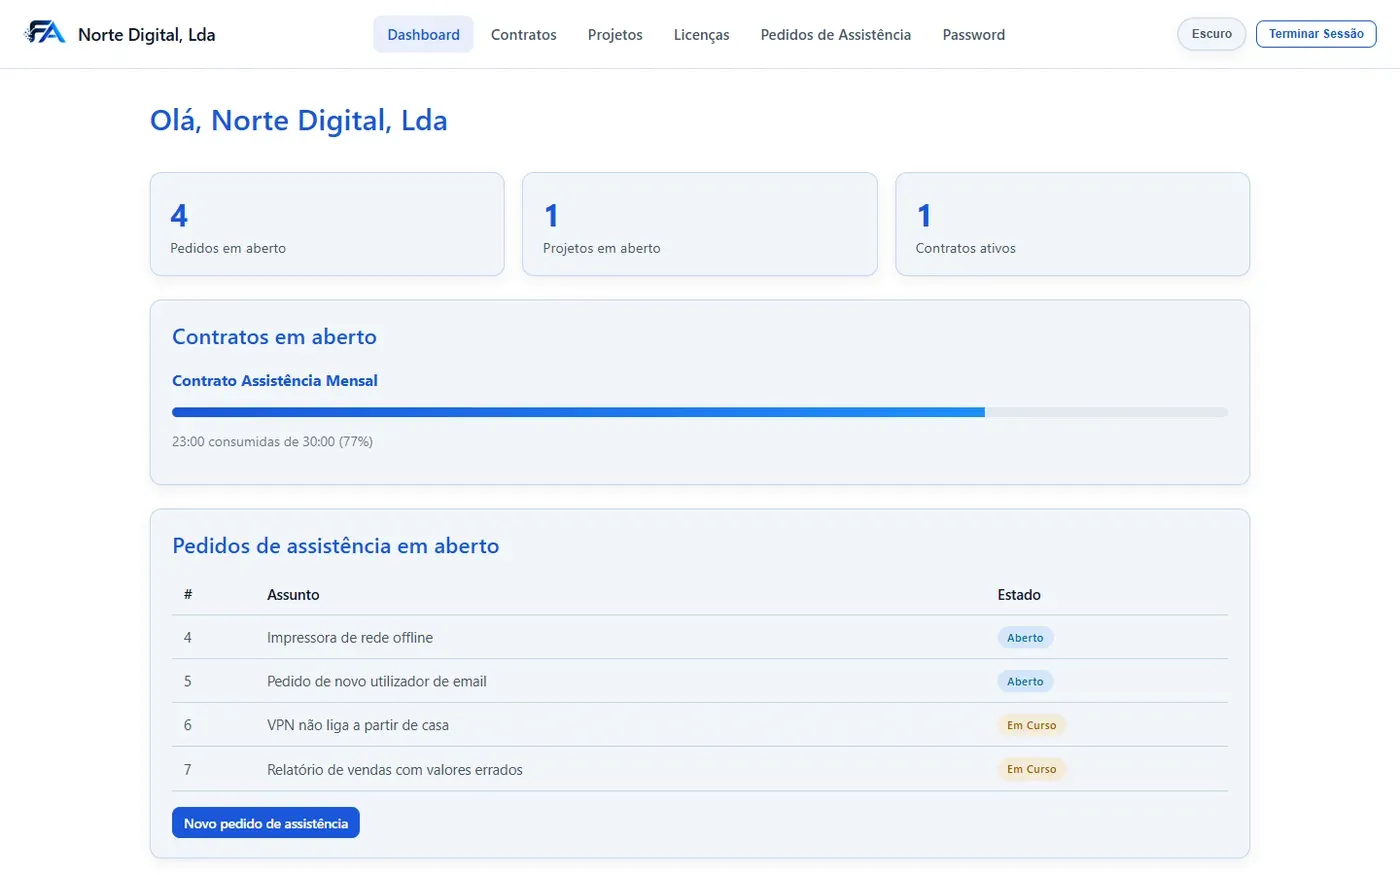 FA Norte Digital, Lda Dashboard Contratos Projetos Licenças Pedidos de Assistência Password Escuro Terminar Sessão
Olá, Norte Digital, Lda
4 1 1
Pedidos em aberto Projetos em aberto Contratos ativos
Contratos em aberto
Contrato Assistência Mensal
23:00 consumidas de 30:00 (77%)
Pedidos de assistência em aberto
# Assunto Estado
4 Impressora de rede offline Aberto
5 Pedido de novo utilizador de email Aberto
6 VPN não liga a partir de casa Em Curso
7 Relatório de vendas com valores errados Em Curso
Novo pedido de assistência